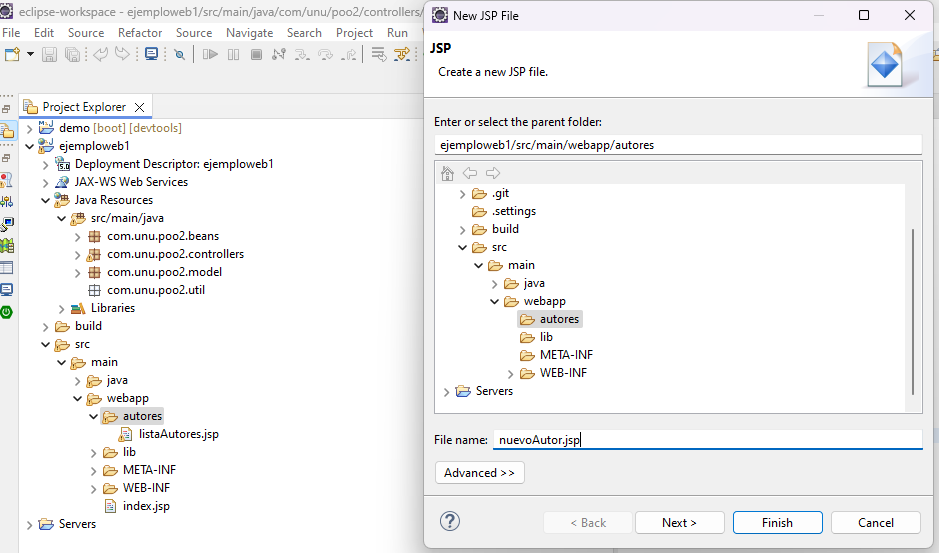 eclipse-workspace - ejemploweb1/src/main/java/com/unu/poo2/controllers/
File Edit Source Refactor Source Navigate Search Project Run
Project Explorer
demo [boot] [devtools]
ejemploweb1
Deployment Descriptor: ejemploweb1
JAX-WS Web Services
Java Resources
src/main/java
com.unu.poo2.beans
com.unu.poo2.controllers
com.unu.poo2.model
com.unu.poo2.util
Libraries
build
src
main
java
webapp
autores
listaAutores.jsp
lib
META-INF
WEB-INF
index.jsp
Servers
New JSP File
JSP
Create a new JSP file.
Enter or select the parent folder:
ejemploweb1/src/main/webapp/autores
.git
.settings
build
src
main
java
webapp
autores
lib
META-INF
WEB-INF
Servers
File name: nuevoAutor.jsp
Advanced >>
< Back Next > Finish Cancel